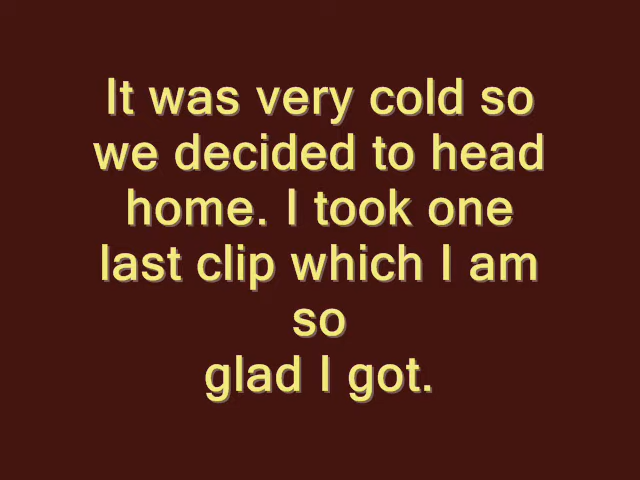 It was very cold so
we decided to head
home. I took one
last clip which I am
so
glad I got.